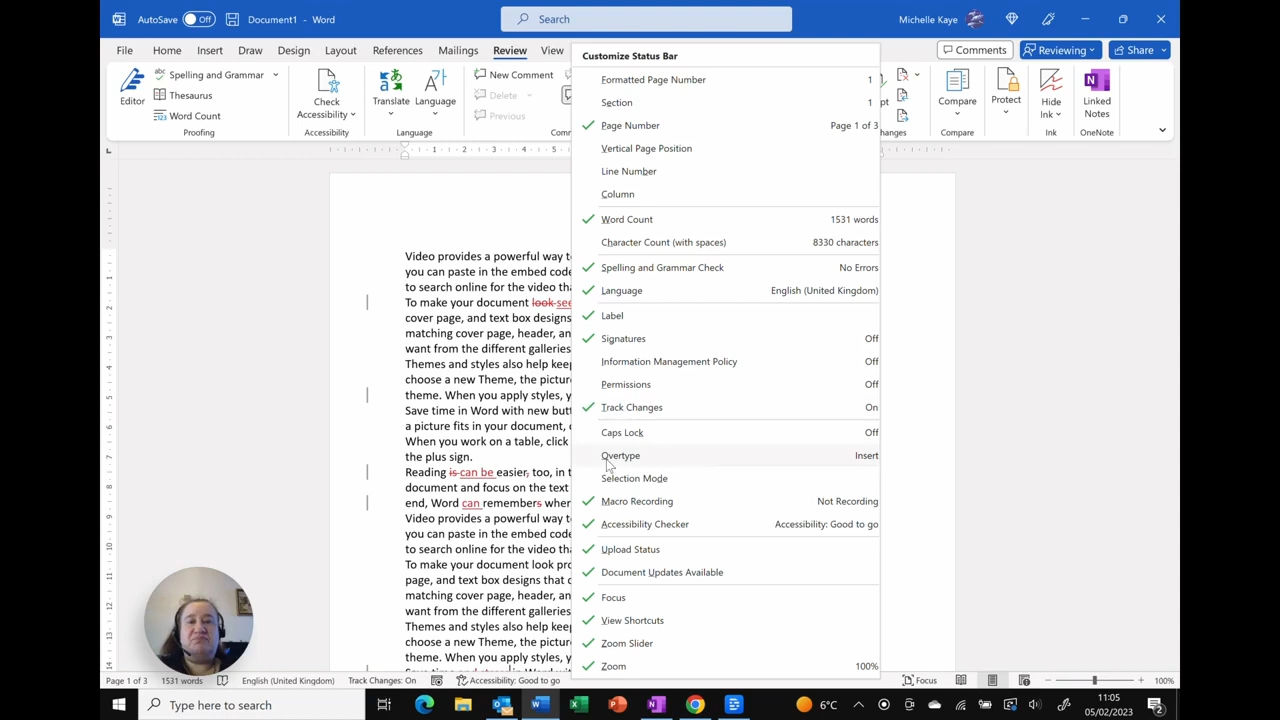 AutoSave Off Document1 - Word Search Michelle Kaye
File Home Insert Draw Design Layout References Mailings Review View Comments Reviewing Share
Customize Status Bar
Editor
Spelling and Grammar
Thesaurus
Word Count
Proofing
Check
Accessibility
Accessibility
Translate
Language
Language
New Comment
Delete
Previous
Compare
Compare
Protect
Hide
Ink
Ink
Linked
Notes
OneNote
Formatted Page Number 1
Section 1
Page Number Page 1 of 3
Vertical Page Position
Line Number
Column
Word Count 1531 words
Character Count (with spaces) 8330 characters
Spelling and Grammar Check No Errors
Language English (United Kingdom)
Label
Signatures Off
Information Management Policy Off
Permissions Off
Track Changes On
Caps Lock Off
Overtype Insert
Selection Mode
Macro Recording Not Recording
Accessibility Checker Accessibility: Good to go
Upload Status
Document Updates Available
Focus
View Shortcuts
Zoom Slider
Zoom 100%
Video provides a powerful way t
you can paste in the embed code
to search online for the video tha
To make your document look see
cover page, and text box designs
matching cover page, header, an
want from the different galleries
Themes and styles also help keep
choose a new Theme, the picture
theme. When you apply styles, y
Save time in Word with new butt
a picture fits in your document,
When you work on a table, click
the plus sign.
Reading is can be easier, too, in t
document and focus on the text
end, Word can remembers when
Video provides a powerful way t
you can paste in the embed code
to search online for the video tha
To make your document look pro
page, and text box designs that c
matching cover page, header, an
want from the different galleries
Themes and styles also help keep
choose a new Theme, the picture
theme. When you apply styles, y
Page 1 of 3 1531 words English (United Kingdom) Track Changes: On Accessibility: Good to go Focus 100%
Type here to search 6°C 11:05
05/02/2023